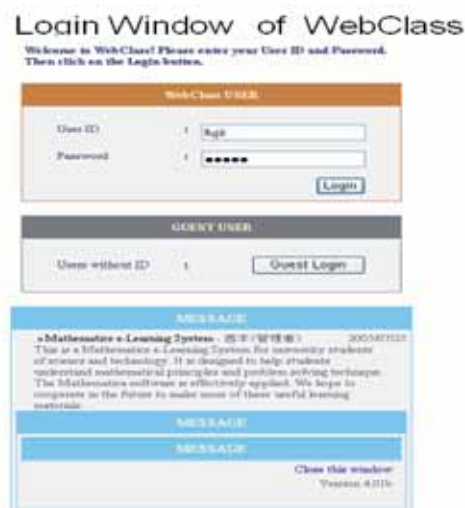 Login Window of WebClass
Welcome to WebClass! Please enter your User ID and Password.
Then click on the Login button.
WebClass USER
User ID :
Password : ●●●●●
Login
GUEST USER
Users without ID :
Guest Login
MESSAGE
Mathematics e-Learning System -
This is a Mathematics e-Learning System for university students
of science and technology. It is designed to help students
understand mathematical principles and problem solving technique.
The Mathematics software is effectively applied. We hope to
cooperate in the future to make more of these useful learning
materials.
MESSAGE
MESSAGE
Close this window
Version